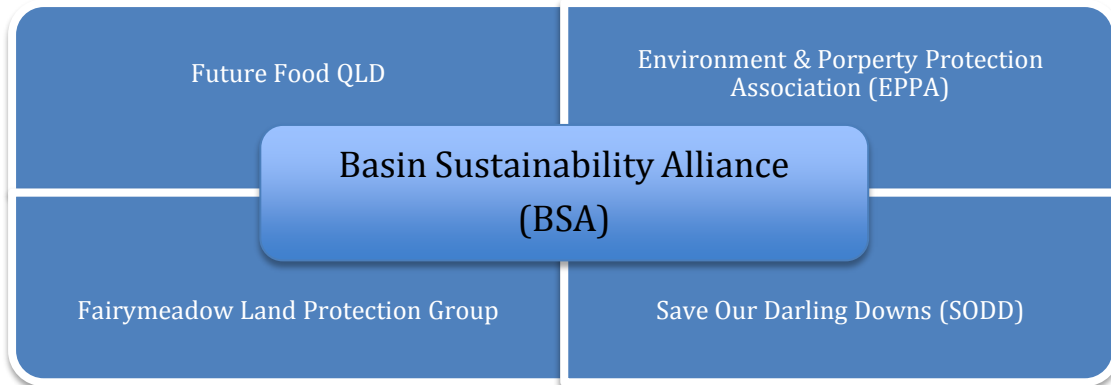 Future Food QLD
Environment & Porperty Protection
Association (EPPA)
Basin Sustainability Alliance
(BSA)
Fairymeadow Land Protection Group
Save Our Darling Downs (SODD)